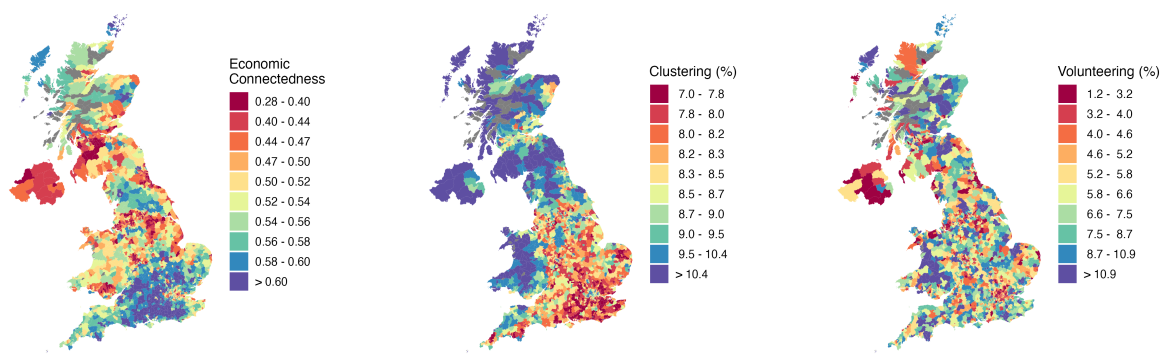 Economic
Connectedness
0.28 - 0.40
0.40 - 0.44
0.44 - 0.47
0.47 - 0.50
0.50 - 0.52
0.52 - 0.54
0.54 - 0.56
0.56 - 0.58
0.58 - 0.60
> 0.60
Clustering (%)
7.0 - 7.8
7.8 - 8.0
8.0 - 8.2
8.2 - 8.3
8.3 - 8.5
8.5 - 8.7
8.7 - 9.0
9.0 - 9.5
9.5 - 10.4
> 10.4
Volunteering (%)
1.2 - 3.2
3.2 - 4.0
4.0 - 4.6
4.6 - 5.2
5.2 - 5.8
5.8 - 6.6
6.6 - 7.5
7.5 - 8.7
8.7 - 10.9
> 10.9